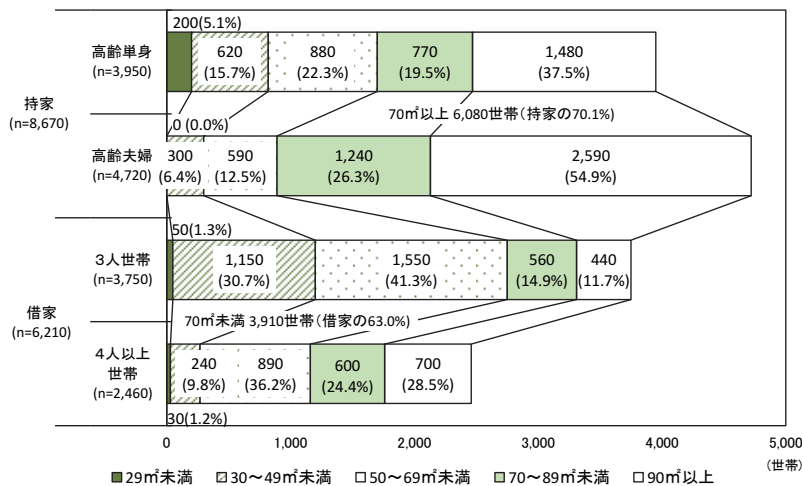 200(5.1%)
高齢単身
(n=3,950)
620
(15.7%)
880
(22.3%)
770
(19.5%)
1,480
(37.5%)
持家
(n=8,670)
0 (0.0%)
70㎡以上 6,080世帯(持家の70.1%)
高齢夫婦
(n=4,720)
300
(6.4%)
590
(12.5%)
1,240
(26.3%)
2,590
(54.9%)
50(1.3%)
3人世帯
(n=3,750)
1,150
(30.7%)
1,550
(41.3%)
560
(14.9%)
440
(11.7%)
借家
(n=6,210)
70㎡未満 3,910世帯(借家の63.0%)
4人以上
世帯
(n=2,460)
240
(9.8%)
890
(36.2%)
600
(24.4%)
700
(28.5%)
30(1.2%)
0 1,000 2,000 3,000 4,000 5,000
(世帯)
29㎡未満 30~49㎡未満 50~69㎡未満 70~89㎡未満 90㎡以上